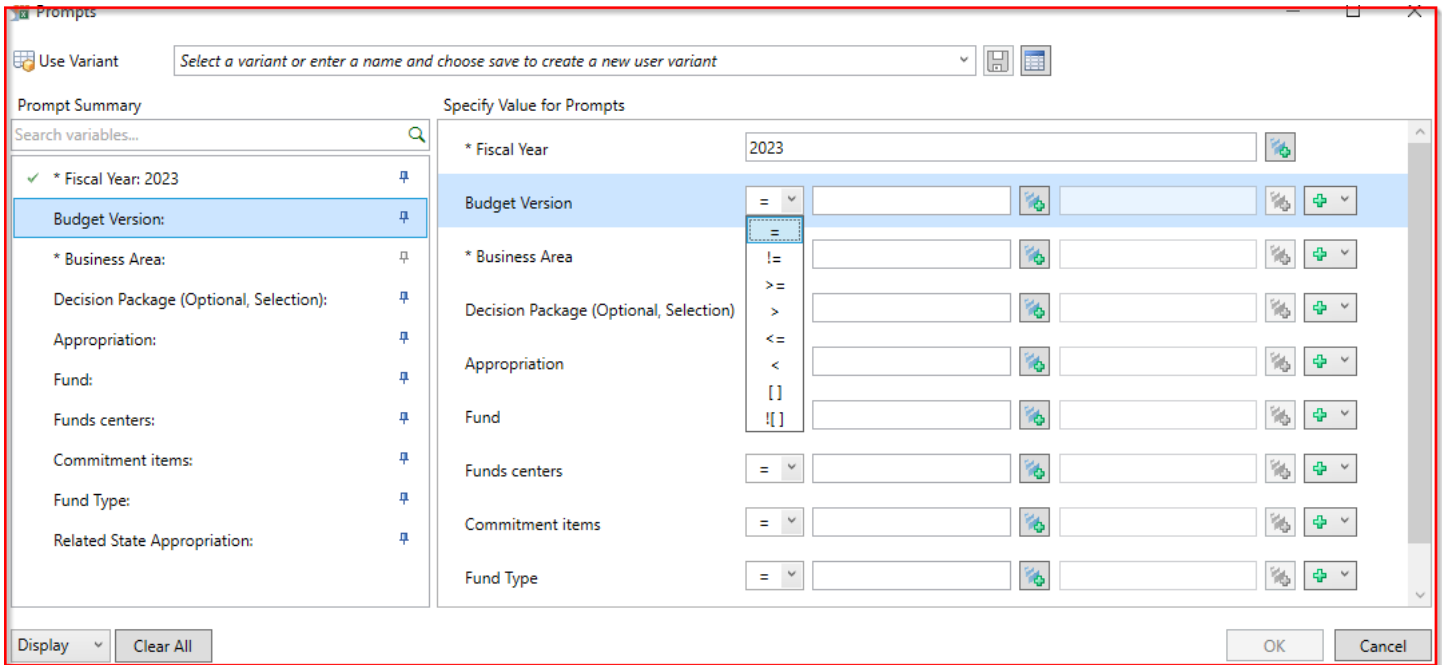 Prompts
Use Variant Select a variant or enter a name and choose save to create a new user variant
Prompt Summary
Search variables...
* Fiscal Year: 2023
Budget Version:
* Business Area:
Decision Package (Optional, Selection):
Appropriation:
Fund:
Funds centers:
Commitment items:
Fund Type:
Related State Appropriation:
Specify Value for Prompts
* Fiscal Year 2023
Budget Version =
=
!=
>=
>
<=
<
[ ]
![ ]
* Business Area
Decision Package (Optional, Selection)
Appropriation
Fund
Funds centers =
Commitment items =
Fund Type =
Display Clear All OK Cancel